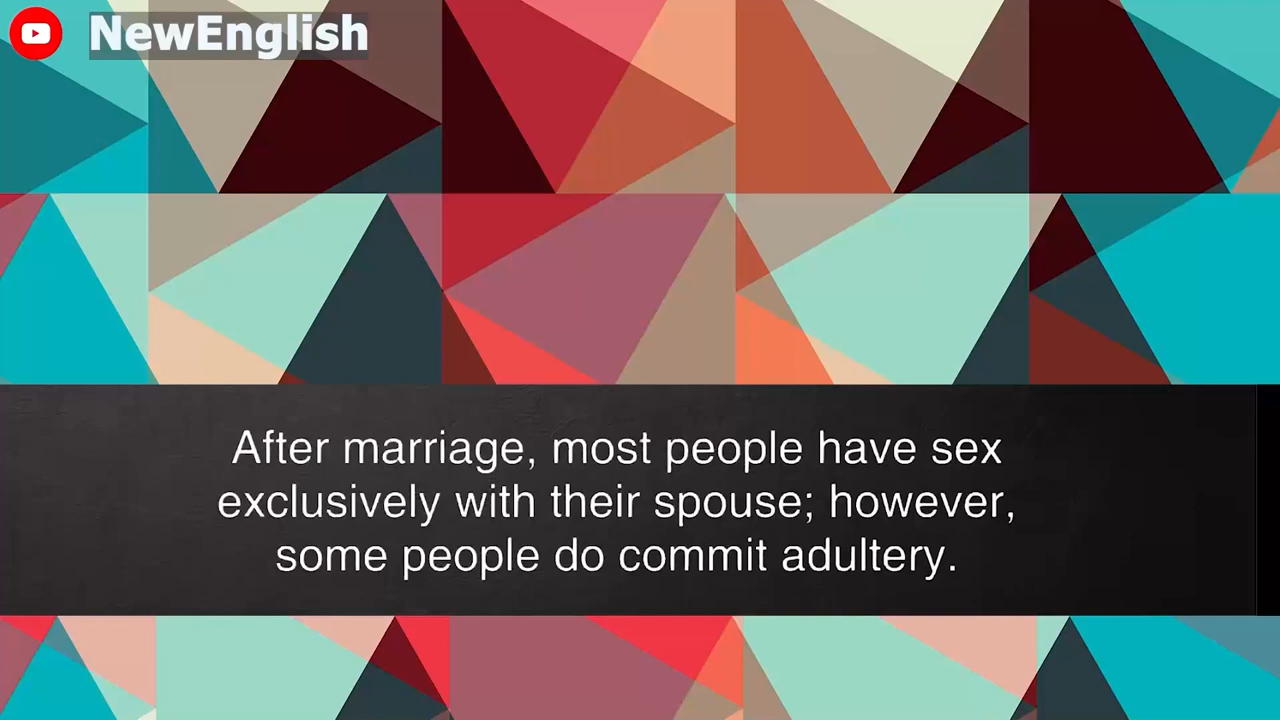 NewEnglish
After marriage, most people have sex
exclusively with their spouse; however,
some people do commit adultery.